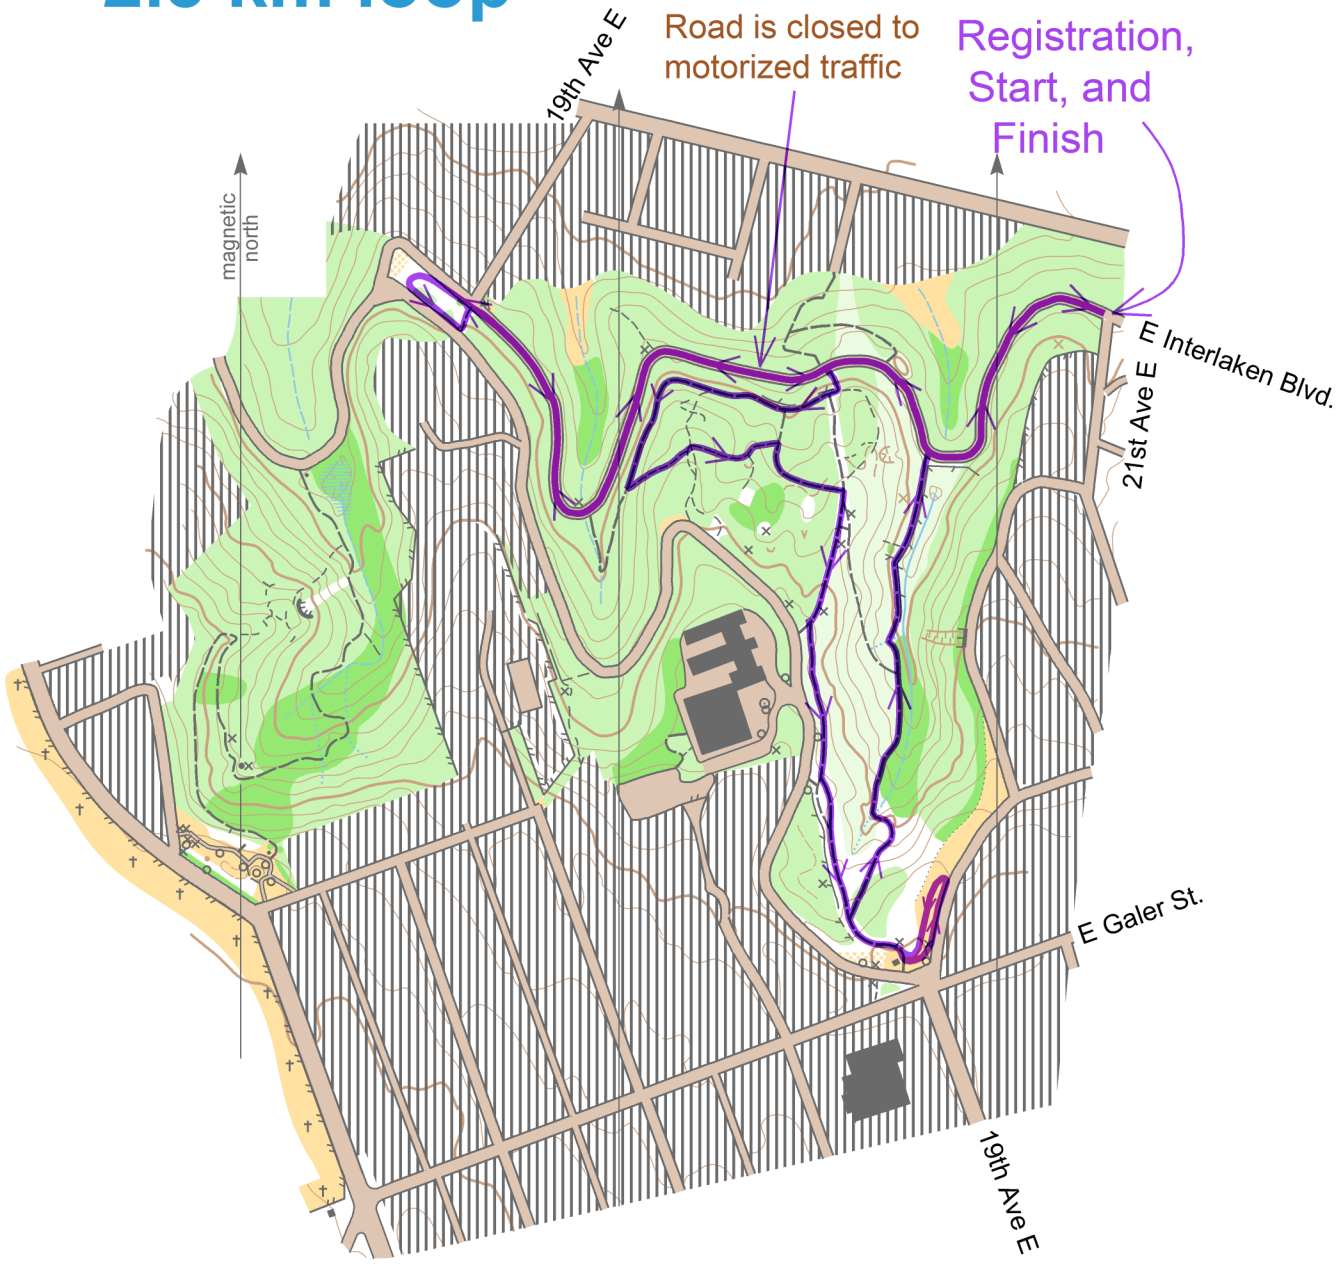 19th Ave E
Road is closed to
motorized traffic
Registration,
Start, and
Finish
magnetic
north
E Interlaken Blvd.
21st Ave E
E Galer St.
19th Ave E